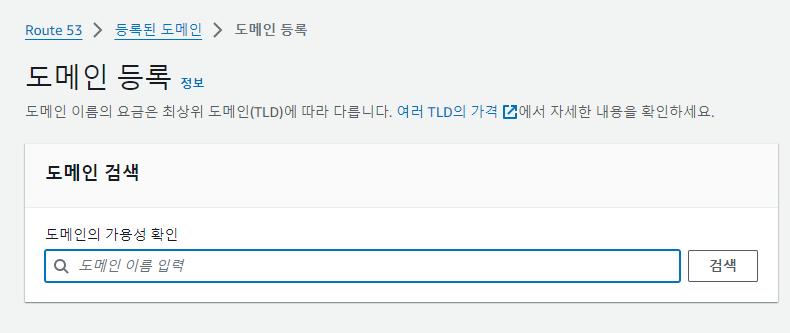 Route 53 > 등록된 도메인 > 도메인 등록
도메인 등록 정보
도메인 이름의 요금은 최상위 도메인(TLD)에 따라 다릅니다. 여러 TLD의 가격 에서 자세한 내용을 확인하세요.
도메인 검색
도메인의 가용성 확인
도메인 이름 입력 검색